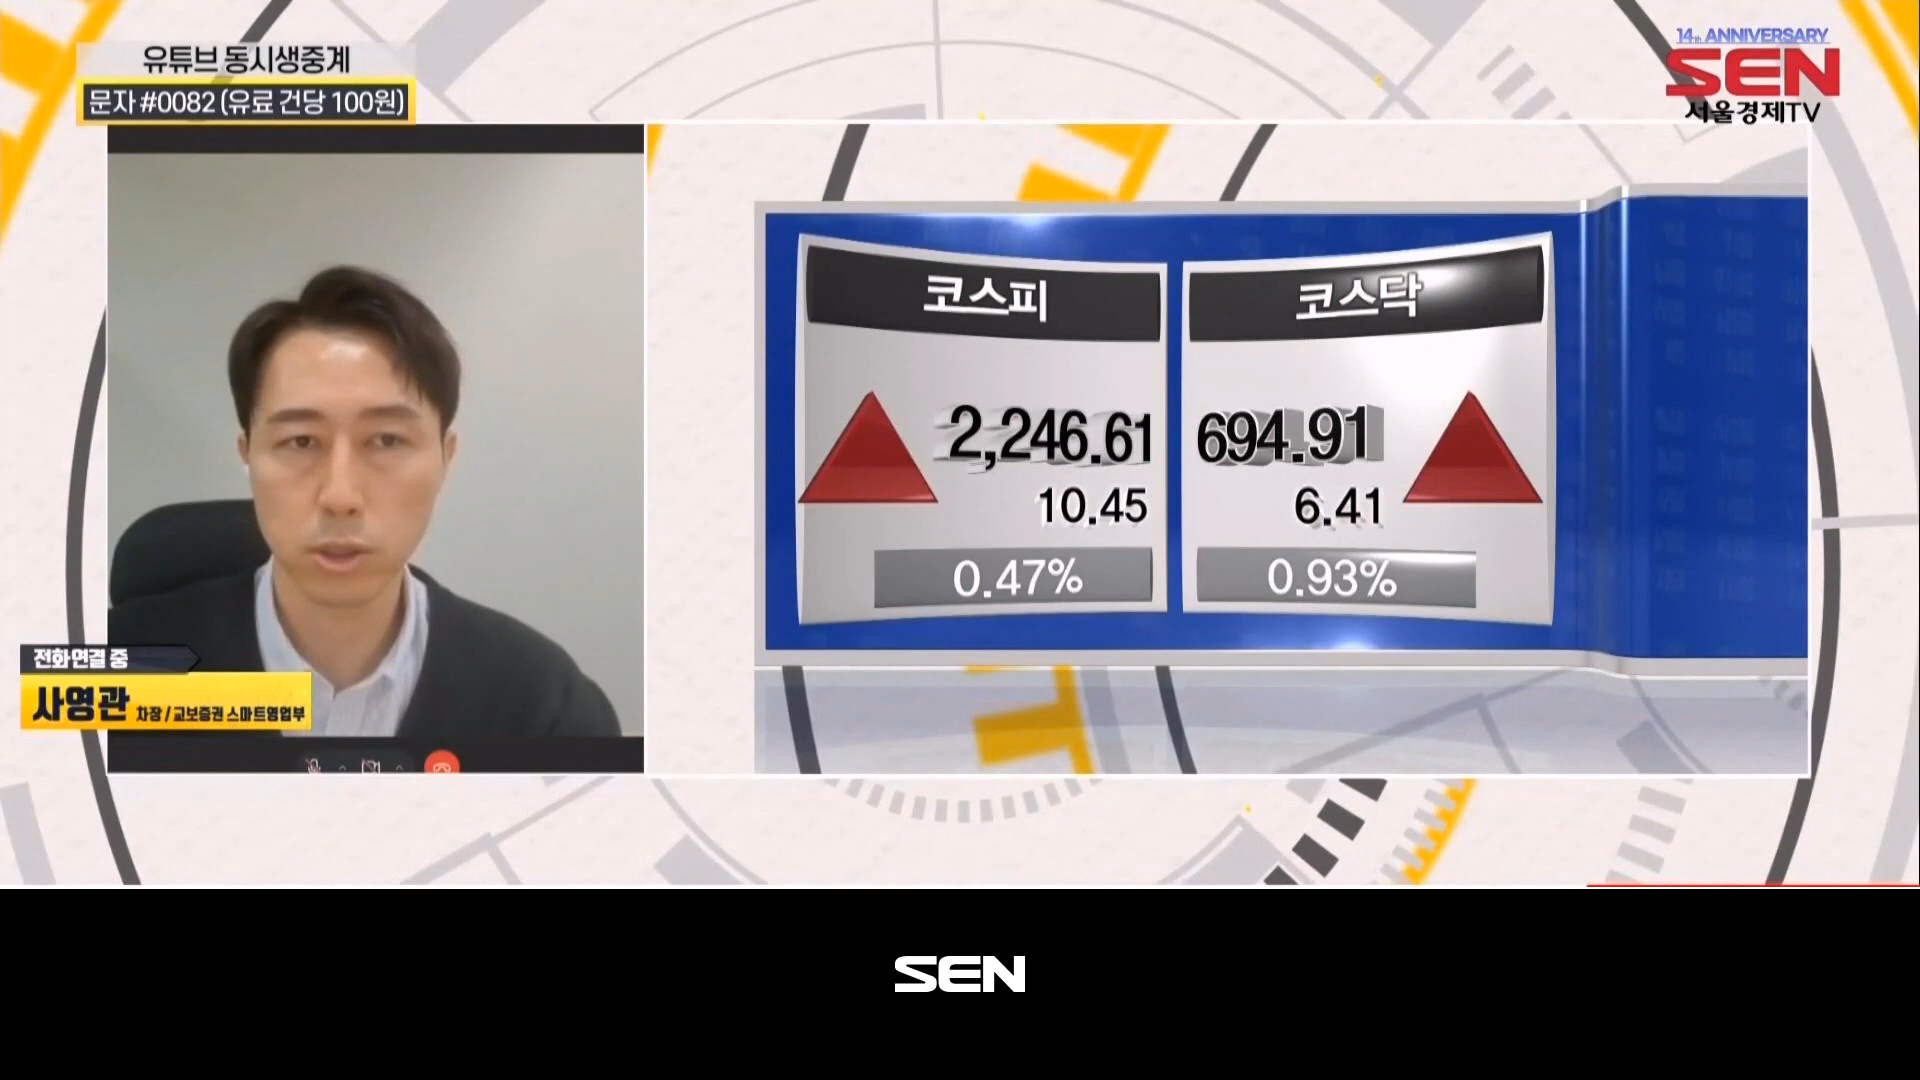 유튜브 동시생중계
문자 #0082 (유료 건당 100원)
14th ANNIVERSARY
SEN
서울경제TV
코스피
2,246.61
10.45
0.47%
코스닥
694.91
6.41
0.93%
전화연결 중
사영관 차장 / 교보증권 스마트영업부
SEN